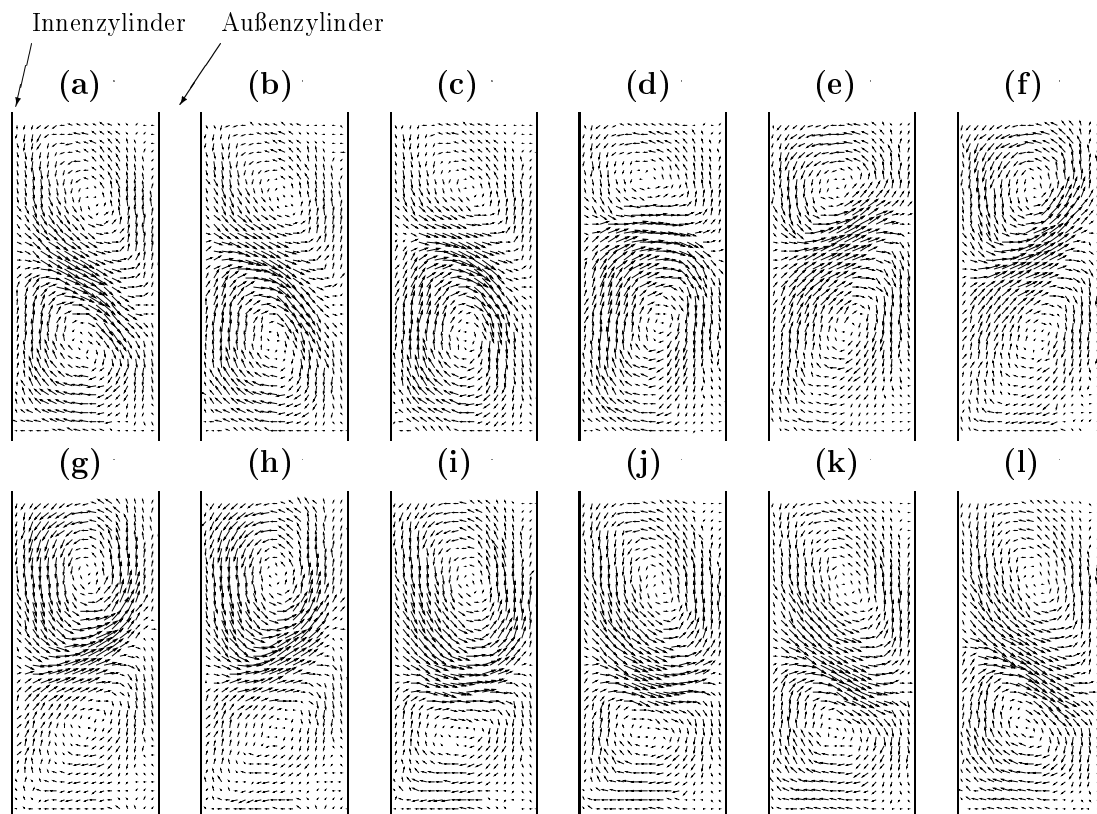 Innenzylinder Außenzylinder
(a) (b) (c) (d) (e) (f)
(g) (h) (i) (j) (k) (l)